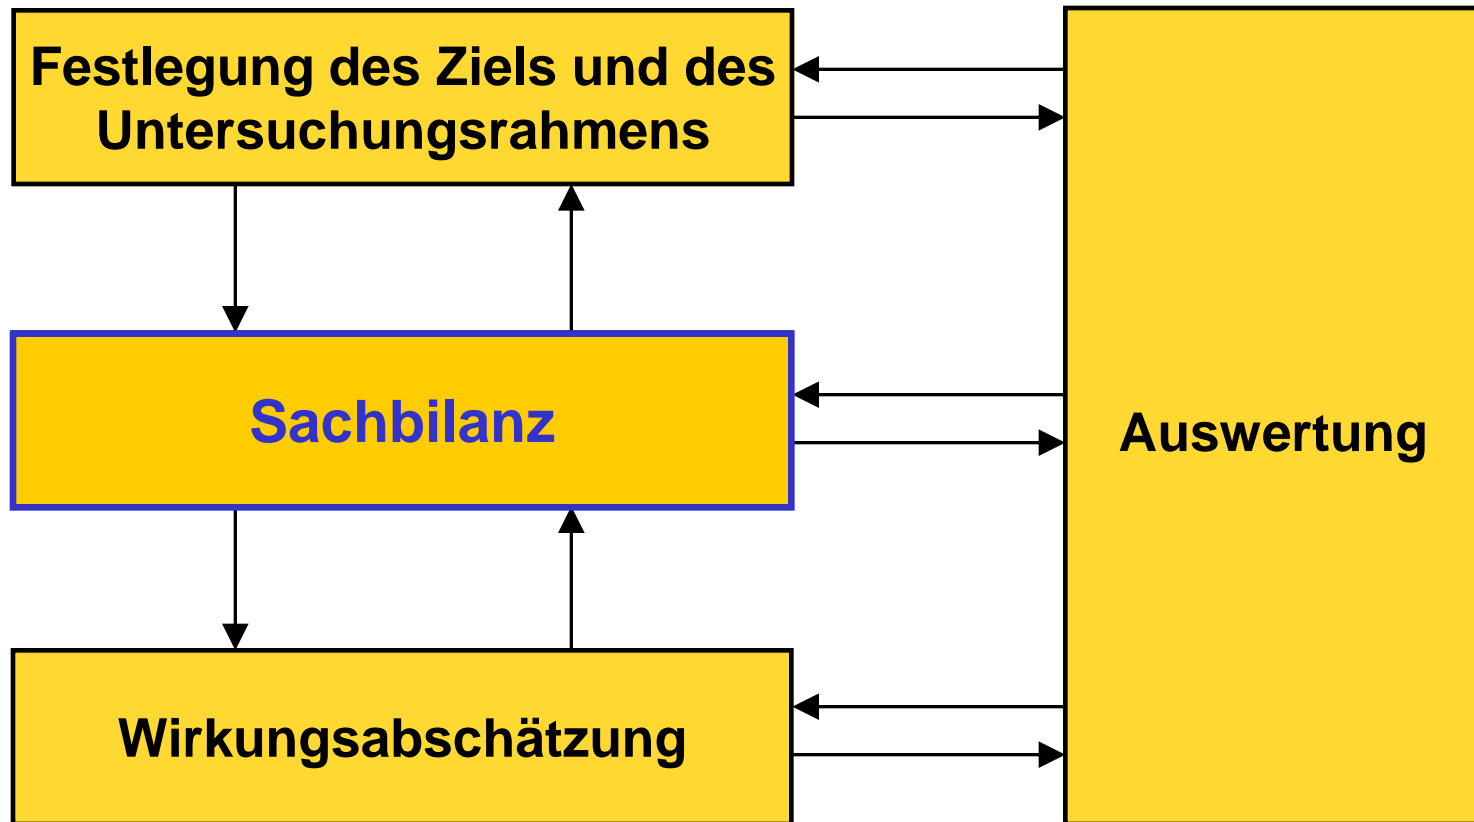 Festlegung des Ziels und des
Untersuchungsrahmens
Sachbilanz
Auswertung
Wirkungsabschätzung